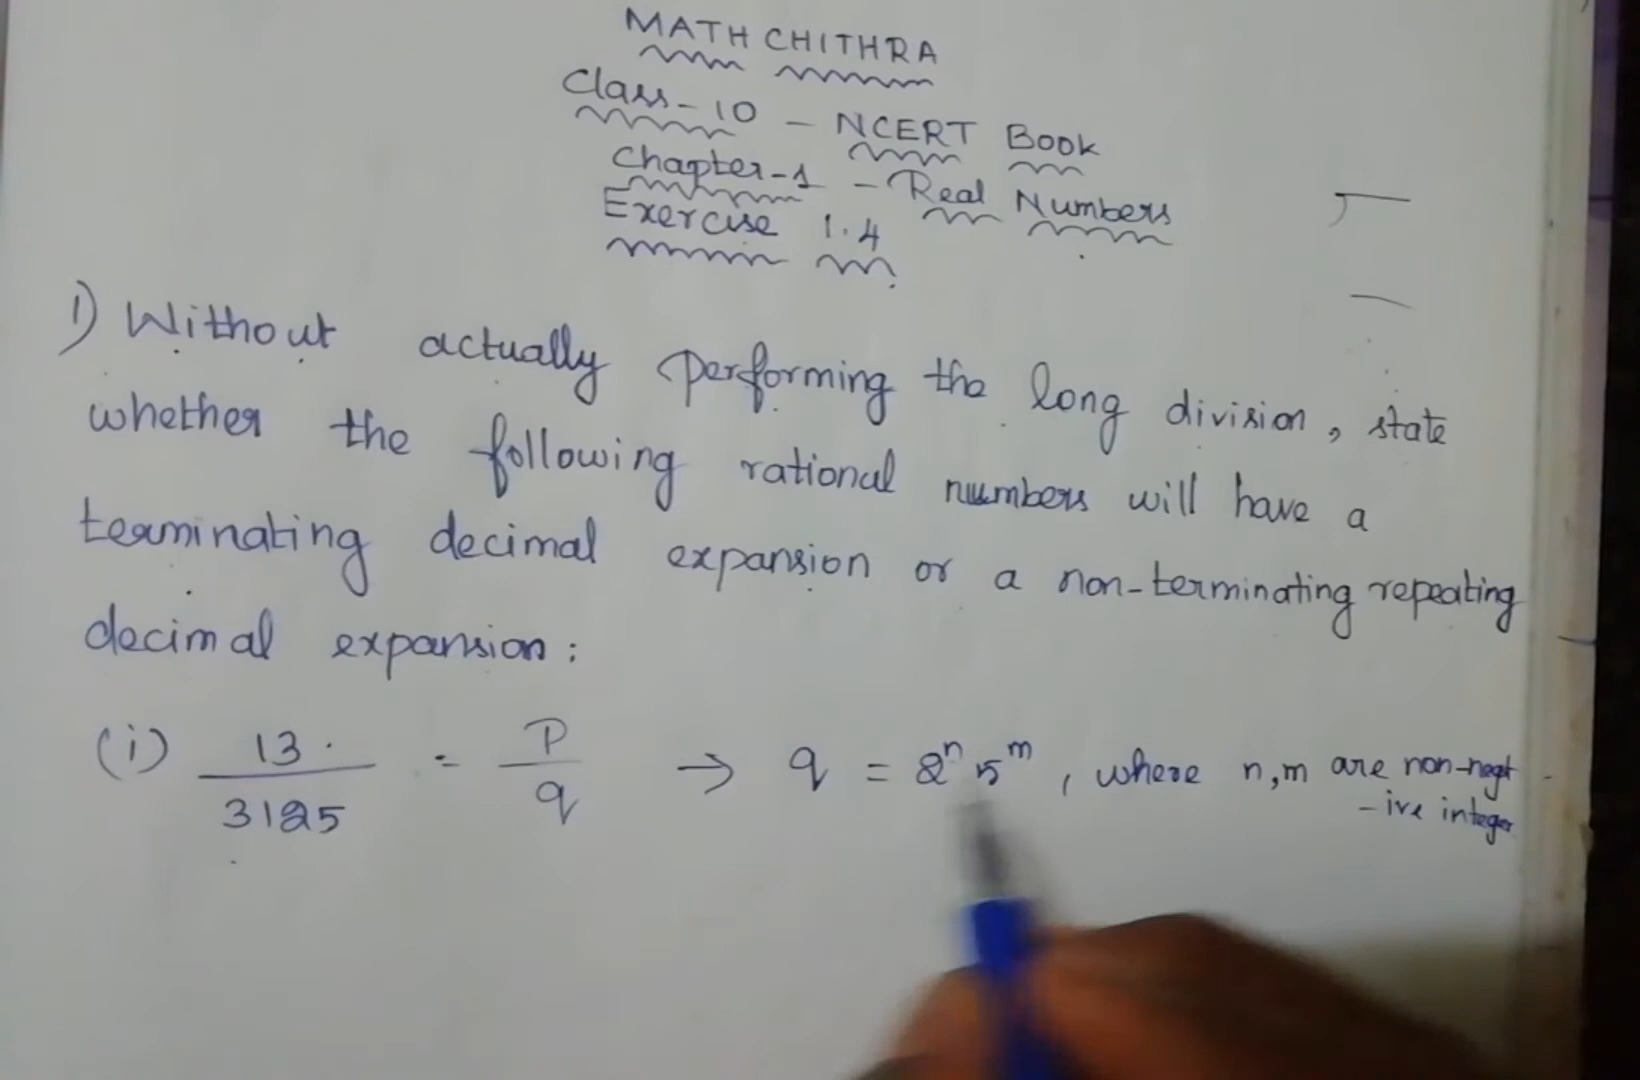 MATH CHITHRA
Class-10 - NCERT Book
Chapter-1 - Real Numbers
Exercise 1.4
1) Without actually performing the long division, state
whether the following rational numbers will have a
terminating decimal expansion or a non-terminating repeating
decimal expansion:
(i) 13/3125 = P/q → q = 2^n 5^m, where n,m are non-negat
-ive integer